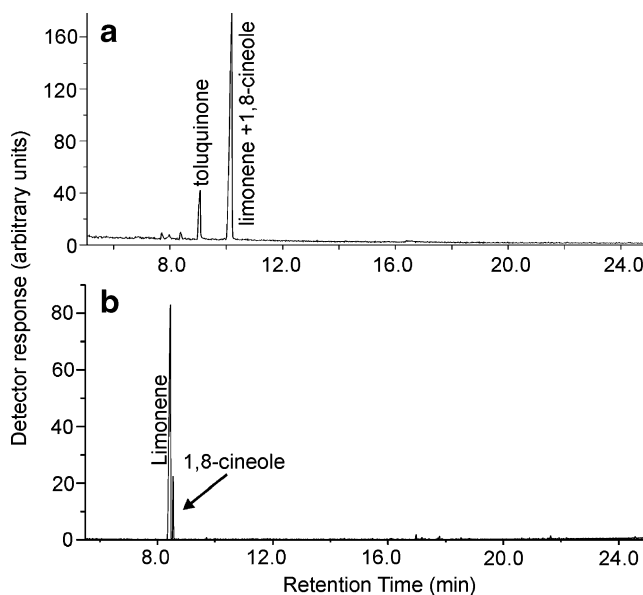 a
160
120
80
40
0
toluquinone
limonene +1,8-cineole
8.0 12.0 16.0 20.0 24.0
Detector response (arbitrary units)
b
80
60
40
20
0
Limonene
1,8-cineole
8.0 12.0 16.0 20.0 24.0
Retention Time (min)